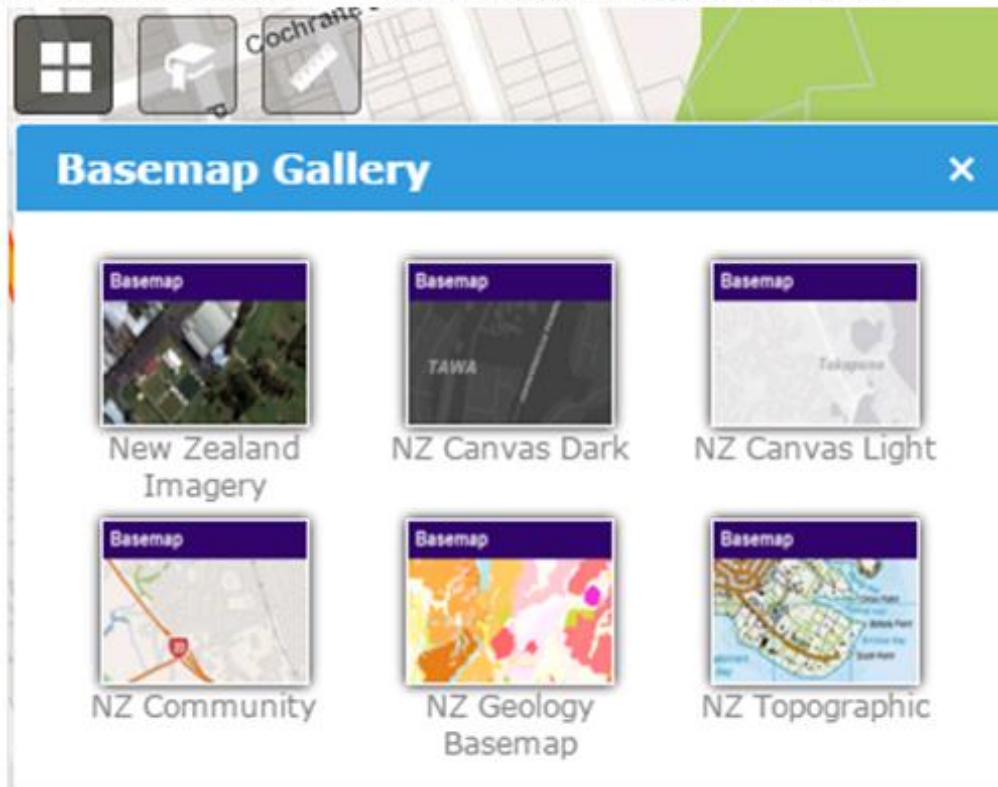 Cochrane
Basemap Gallery
Basemap
Basemap
TAWA
Basemap
Takapuna
New Zealand
Imagery
NZ Canvas Dark
NZ Canvas Light
Basemap
Basemap
Basemap
NZ Community
NZ Geology
Basemap
NZ Topographic